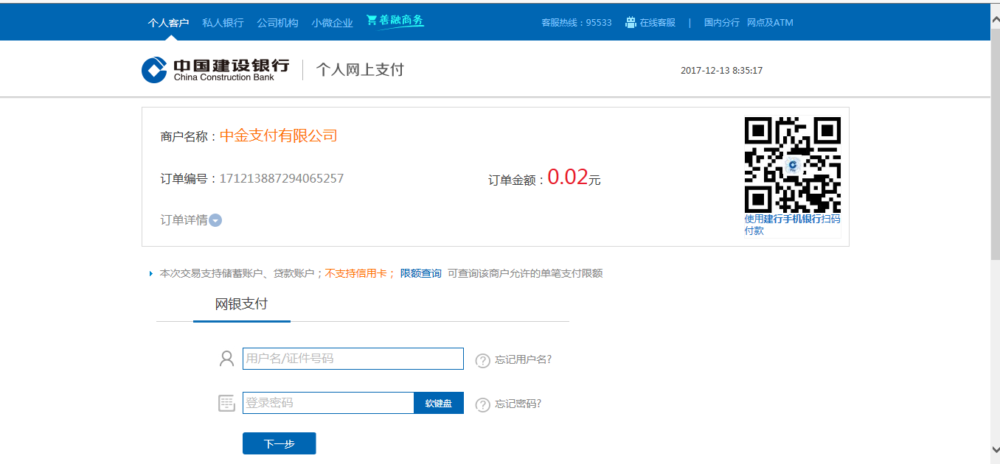 个人客户 私人银行 公司机构 小微企业 善融商务 客服热线：95533 在线客服 | 国内分行 网点及ATM
中国建设银行
China Construction Bank
个人网上支付
2017-12-13 8:35:17
商户名称：中金支付有限公司
订单编号：171213887294065257
订单金额：0.02元
订单详情
使用建行手机银行扫码
付款
本次交易支持储蓄账户、贷款账户；不支持信用卡； 限额查询 可查询该商户允许的单笔支付限额
网银支付
用户名/证件号码 ? 忘记用户名?
登录密码 软键盘 ? 忘记密码?
下一步